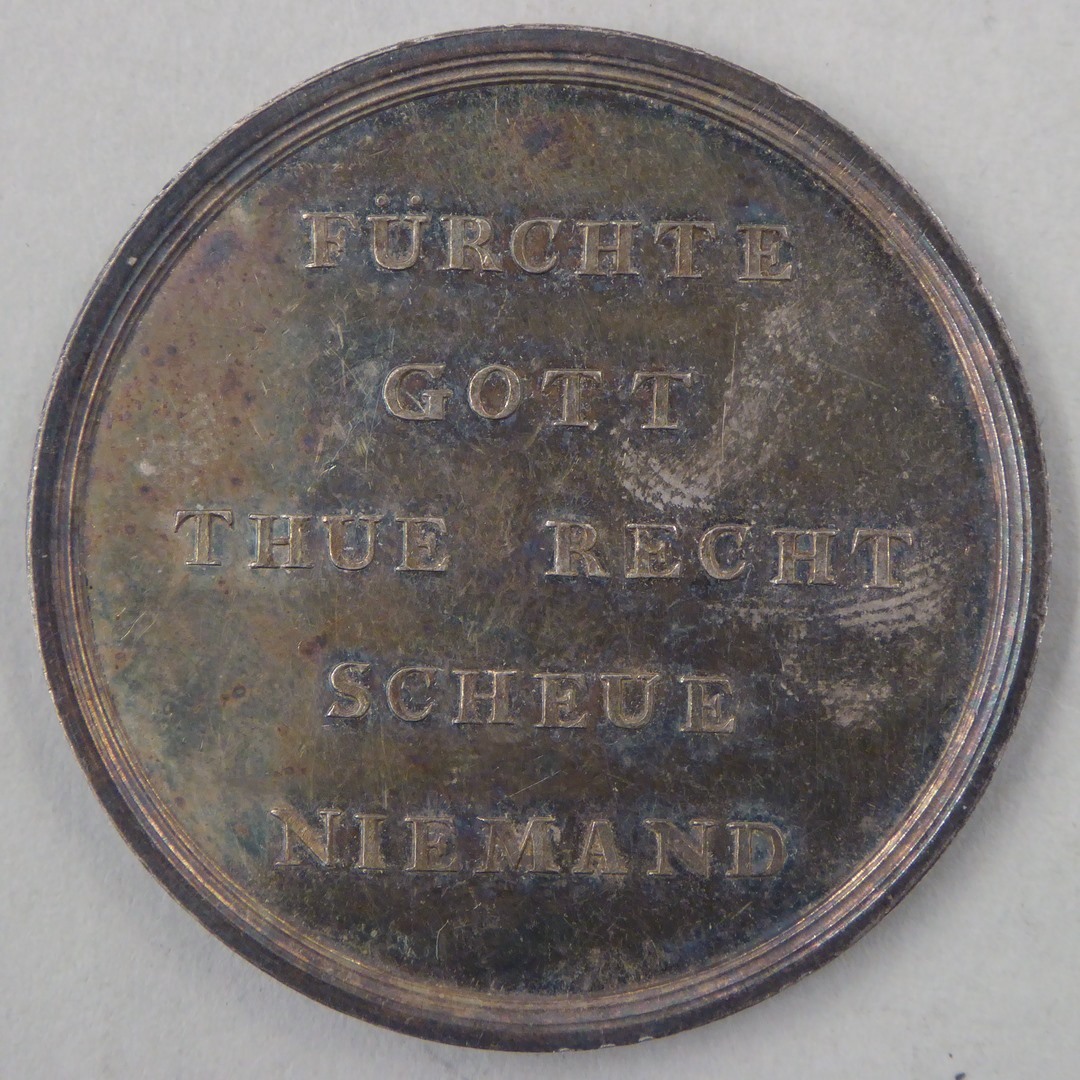 FÜRCHTE
GOTT
THUE RECHT
SCHEUE
NIEMAND